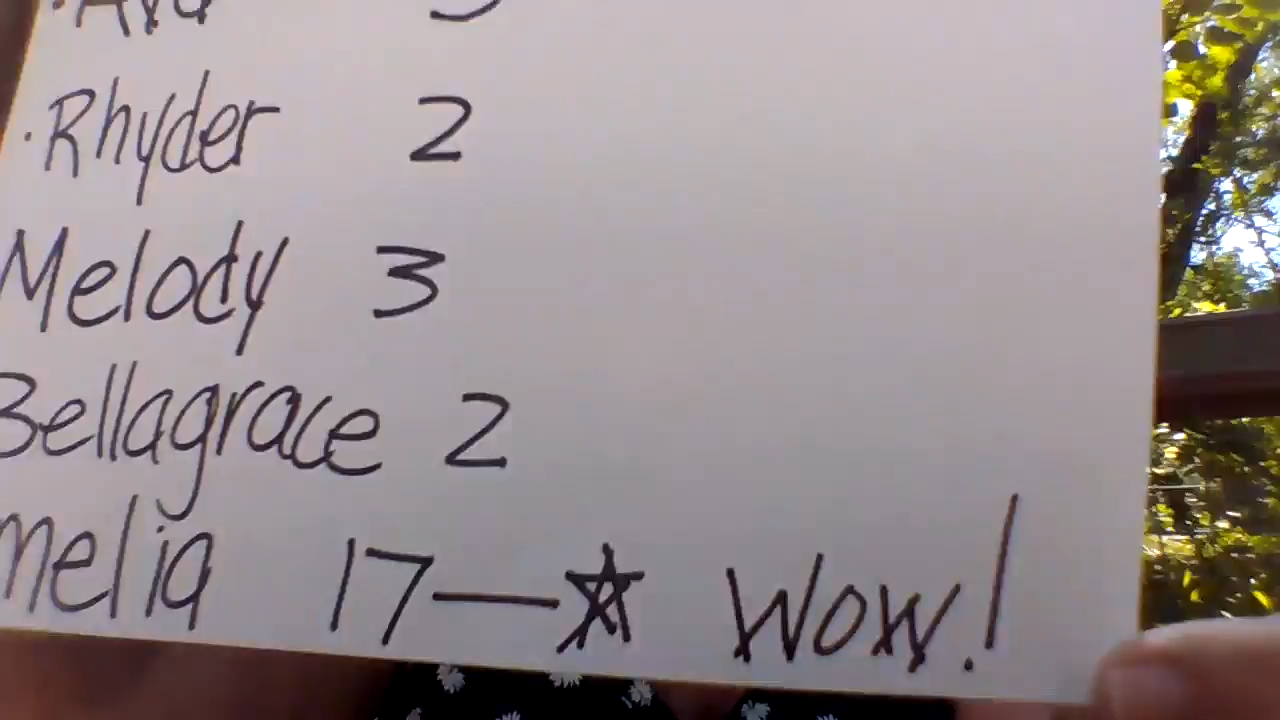 ·Rhyder 2
Melody 3
Bellagrace 2
melia 17—☆ Wow!